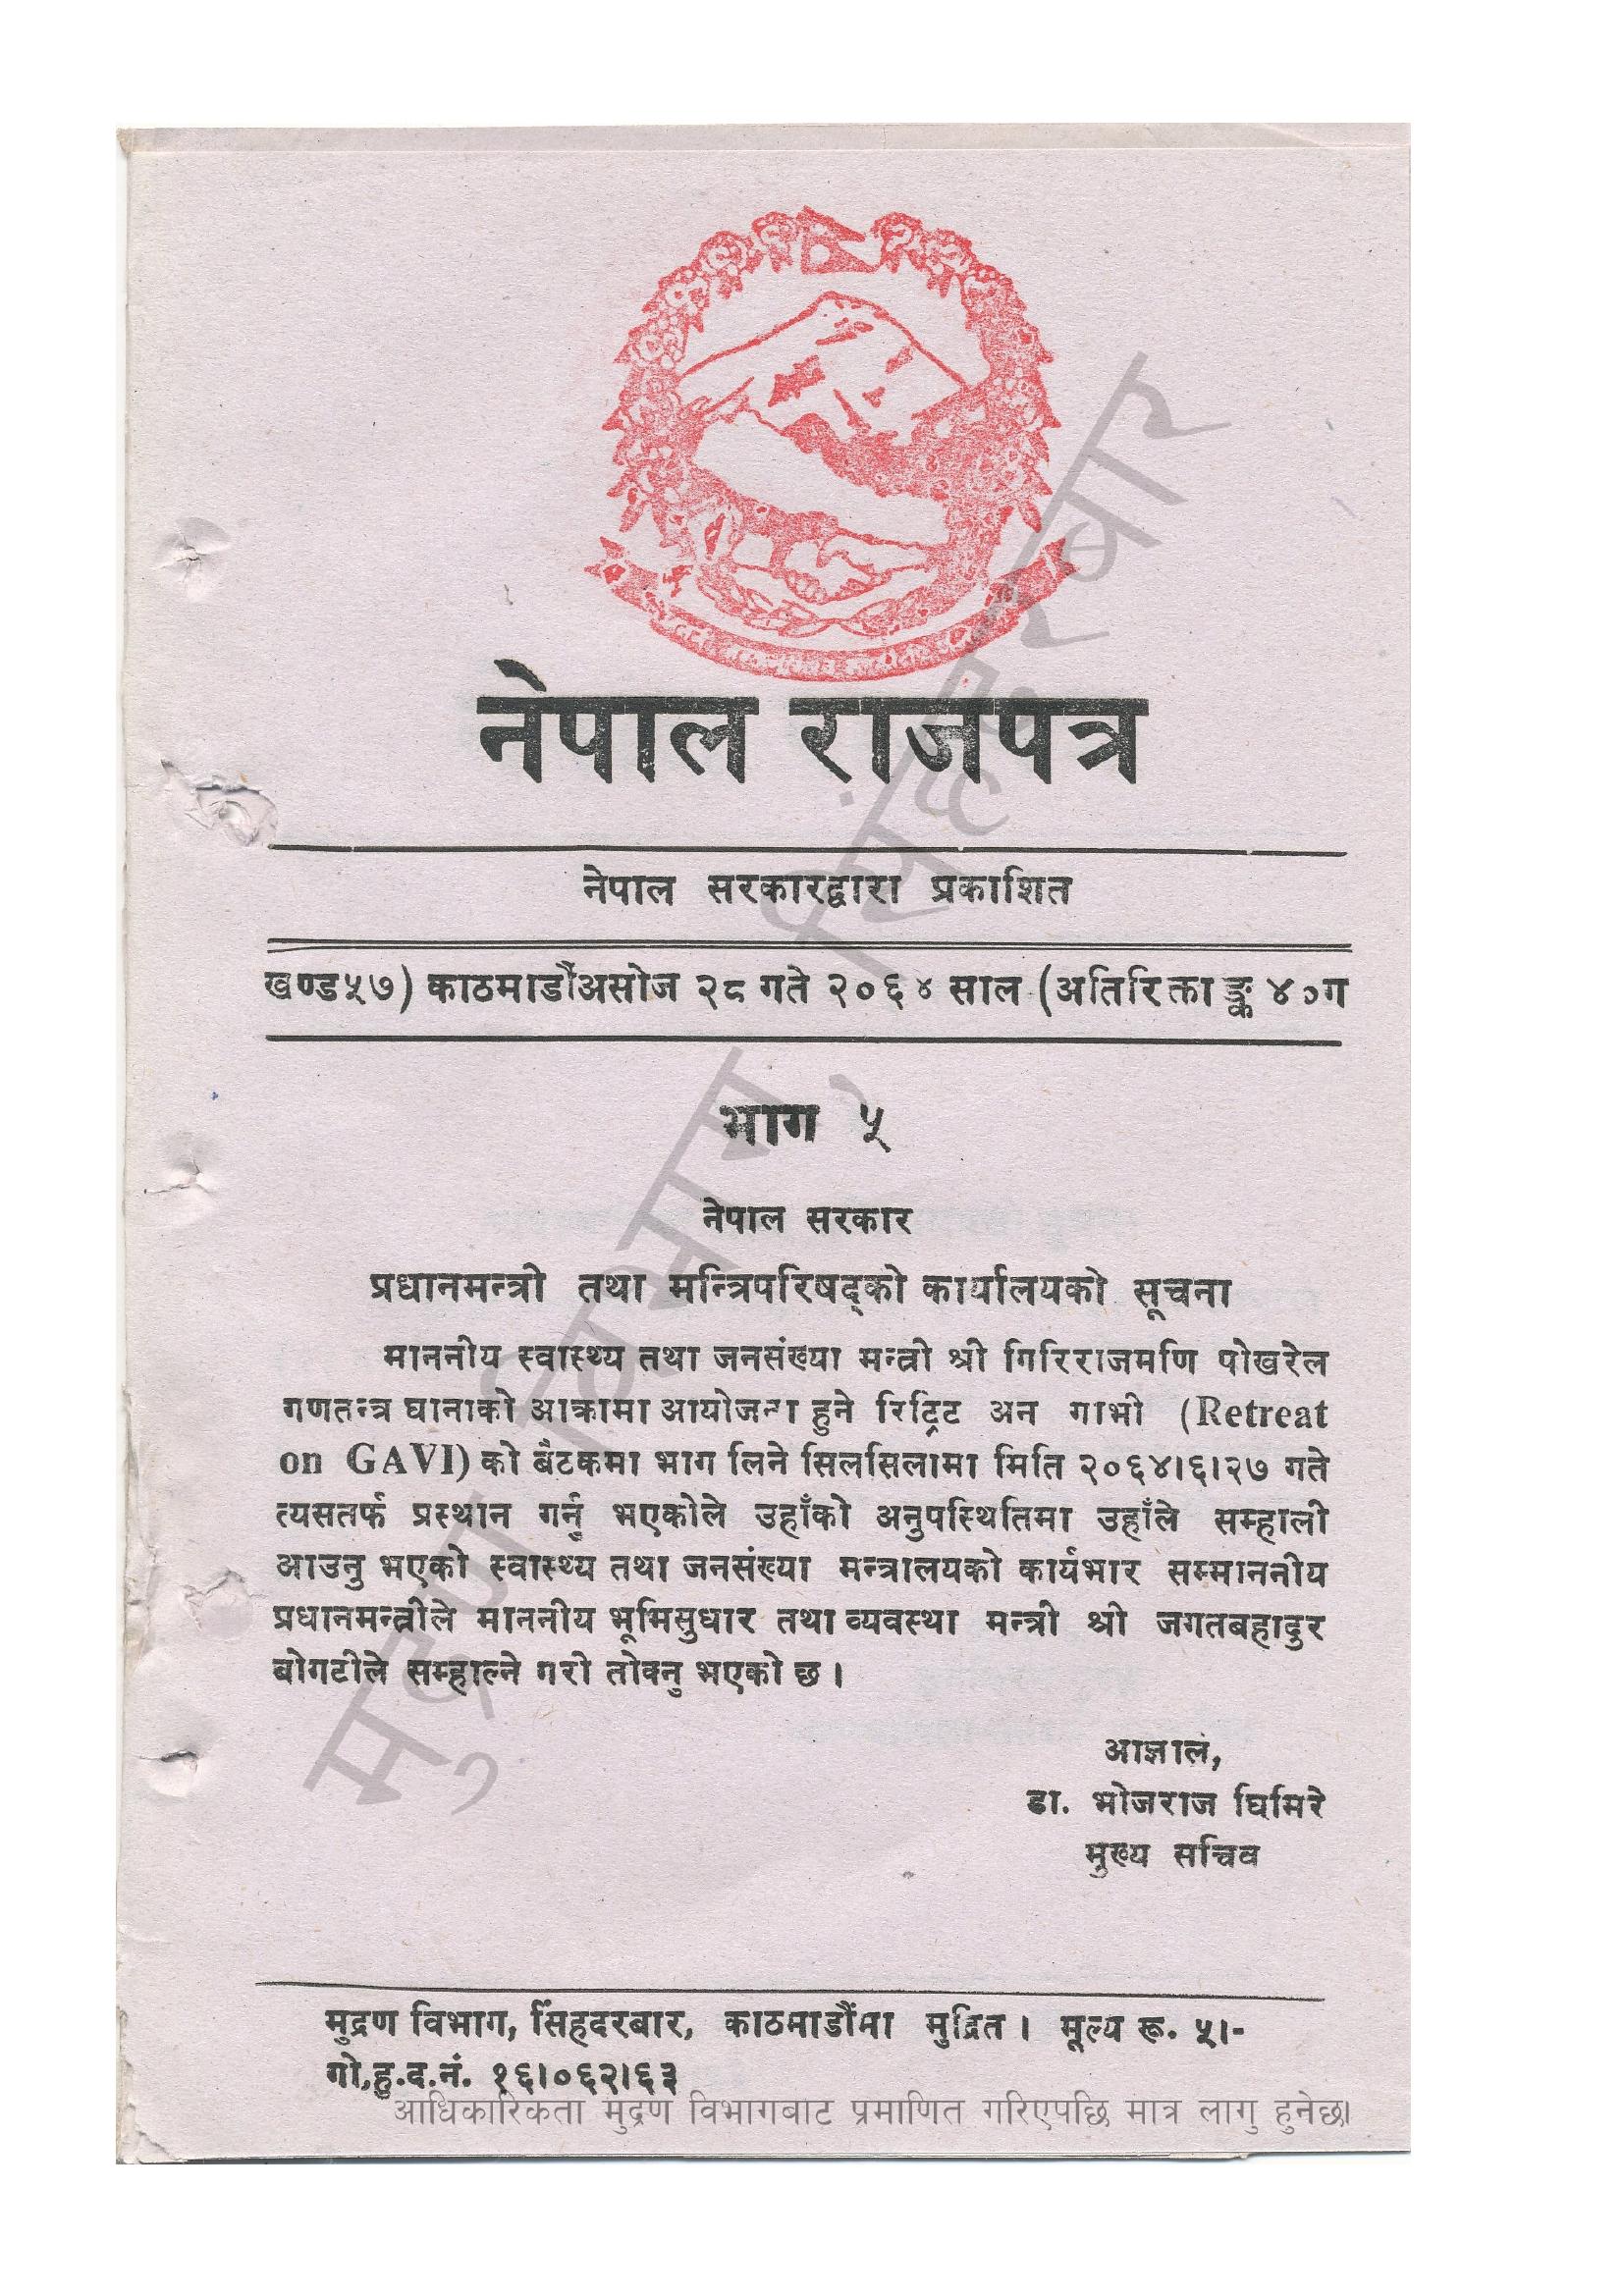 नेपाल राजपत्र
नेपाल सरकारद्वारा प्रकाशित
खण्ड५७) काठमाडौंअसोज २८ गते २०६४ साल (अतिरिक्ताङ्क ४०ग
भाग ५
नेपाल सरकार
प्रधानमन्त्री तथा मन्त्रिपरिषद्को कार्यालयको सूचना
माननीय स्वास्थ्य तथा जनसंख्या मन्त्री श्री गिरिराजमणि पोखरेल
गणतन्त्र घानाको आक्रामा आयोजना हुने रिट्रिट अन गाभी (Retreat
on GAVI) को बैटकमा भाग लिने सिलसिलामा मिति २०६४।६।२७ गते
त्यसतर्फ प्रस्थान गर्नु भएकोले उहाँको अनुपस्थितिमा उहाँले सम्हाली
आउनु भएको स्वास्थ्य तथा जनसंख्या मन्त्रालयको कार्यभार सम्माननीय
प्रधानमन्त्रीले माननीय भूमिसुधार तथा व्यवस्था मन्त्री श्री जगतबहादुर
बोगटीले सम्हाल्ने गरी तोक्नु भएको छ ।
आज्ञाले,
डा. भोजराज घिमिरे
मुख्य सचिव
मुद्रण विभाग, सिंहदरबार, काठमाडौंमा मुद्रित । मूल्य रू. ५।-
गो.हु.द.नं. १६।०६२।६३
आधिकारिकता मुद्रण विभागबाट प्रमाणित गरिएपछि मात्र लागु हुनेछ।
मुद्रण विभाग, सिंहदरबार